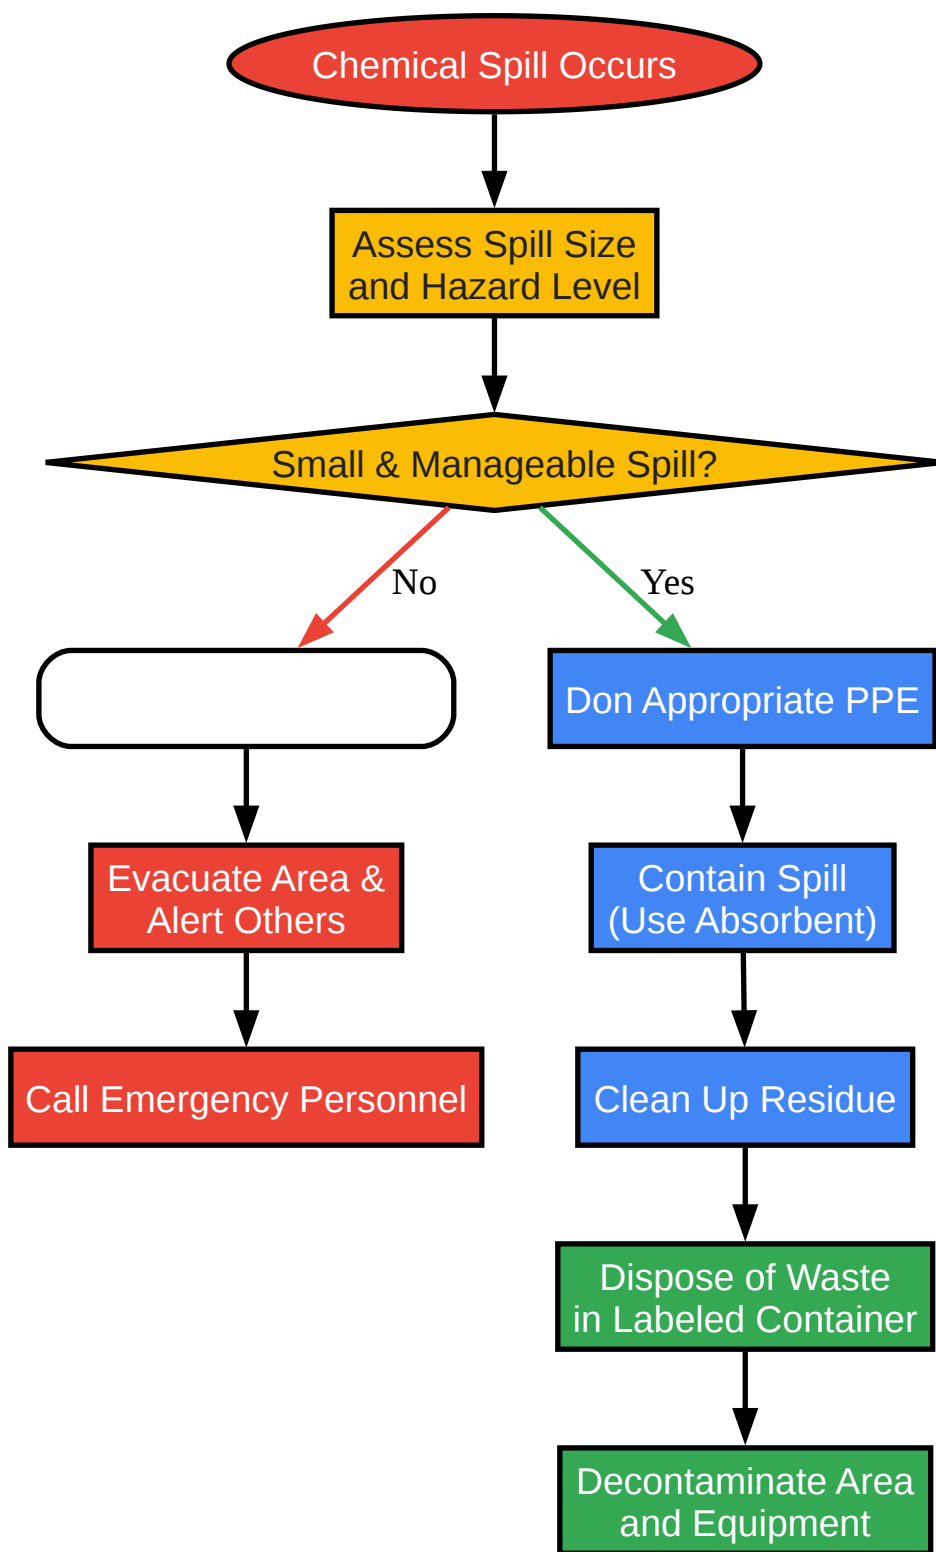 Chemical Spill Occurs
Assess Spill Size
and Hazard Level
Small & Manageable Spill?
No
Yes
Don Appropriate PPE
Evacuate Area &
Alert Others
Contain Spill
(Use Absorbent)
Call Emergency Personnel
Clean Up Residue
Dispose of Waste
in Labeled Container
Decontaminate Area
and Equipment